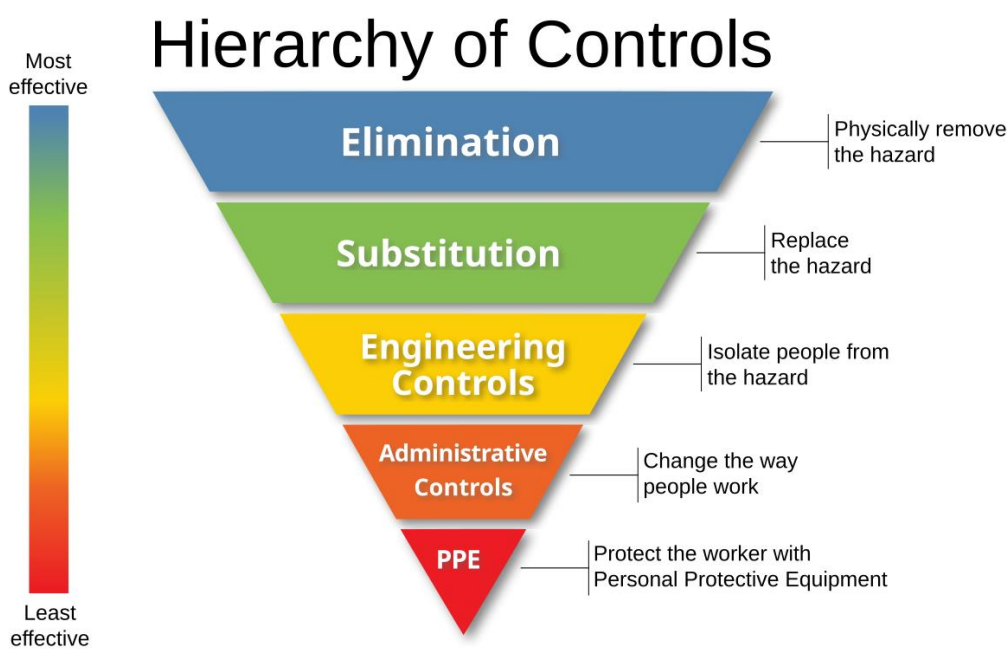 Hierarchy of Controls
Most
effective
Elimination
Physically remove
the hazard
Substitution
Replace
the hazard
Engineering
Controls
Isolate people from
the hazard
Administrative
Controls
Change the way
people work
PPE
Protect the worker with
Personal Protective Equipment
Least
effective